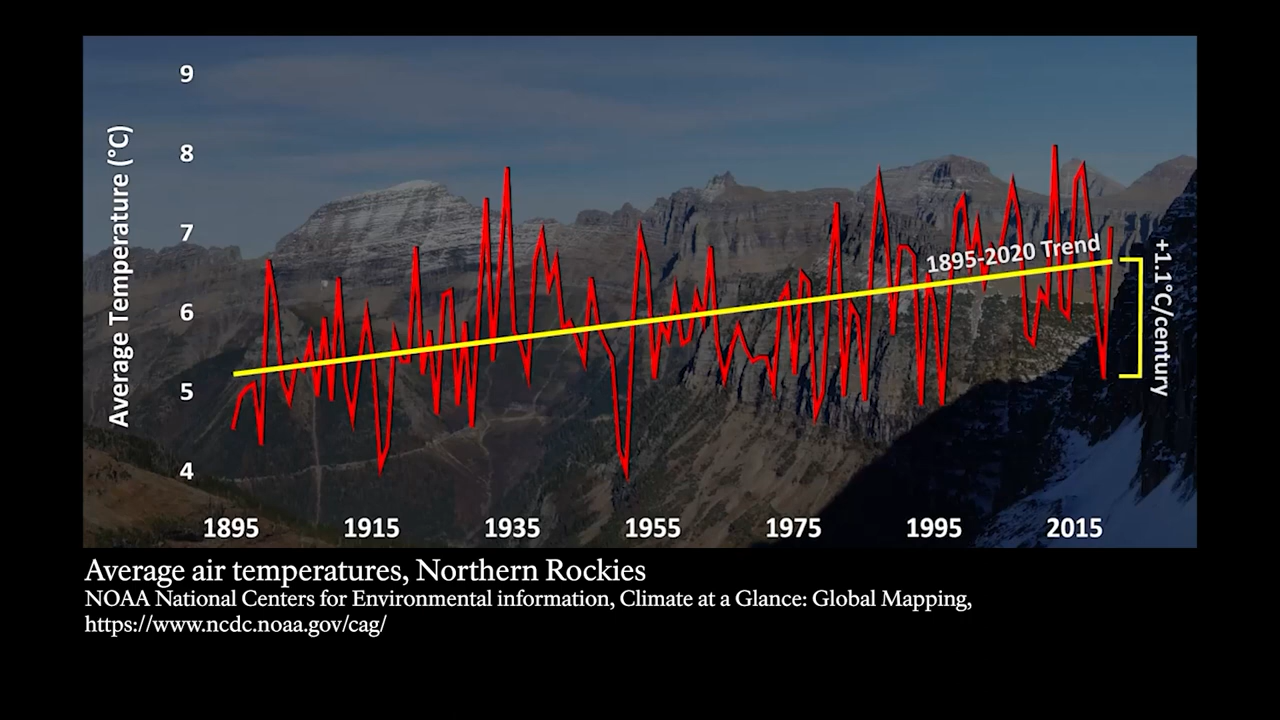 9
8
7
6
5
4
Average Temperature (°C)
1895-2020 Trend
+1.1°C/century
1895 1915 1935 1955 1975 1995 2015
Average air temperatures, Northern Rockies
NOAA National Centers for Environmental information, Climate at a Glance: Global Mapping,
https://www.ncdc.noaa.gov/cag/